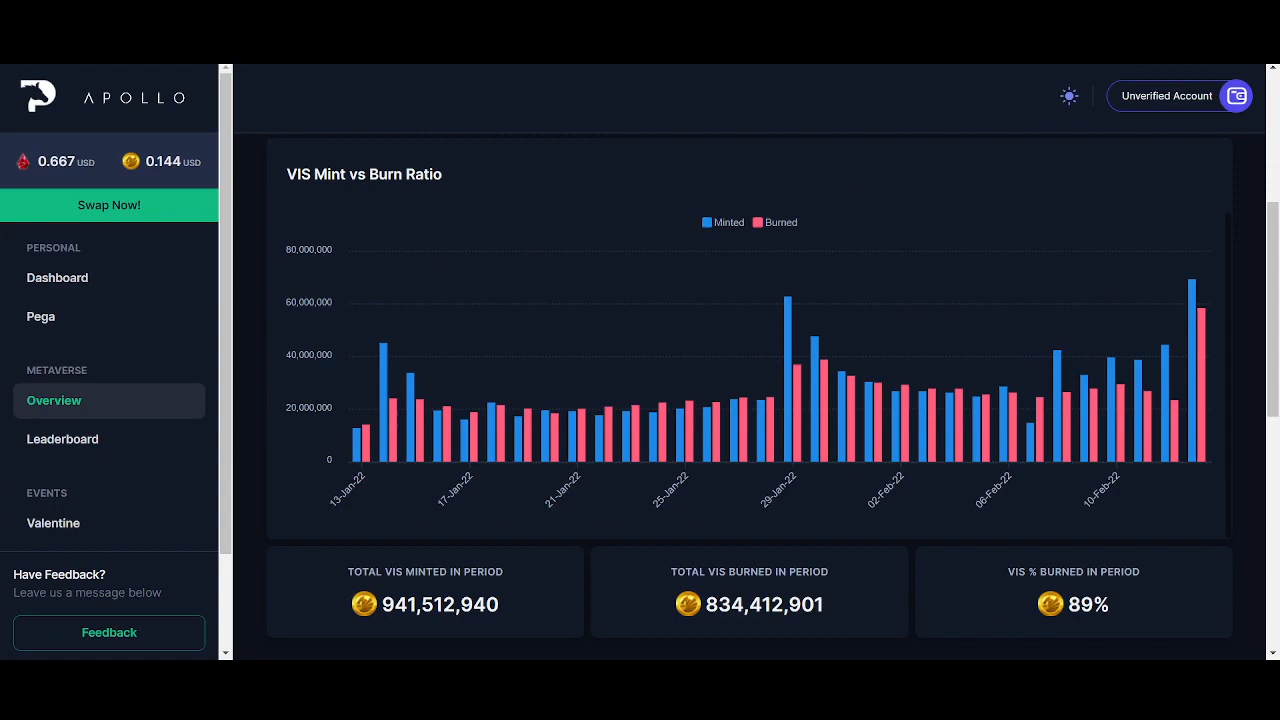 APOLLO
0.667 USD 0.144 USD
Swap Now!
PERSONAL
Dashboard
Pega
METAVERSE
Overview
Leaderboard
EVENTS
Valentine
Have Feedback?
Leave us a message below
Feedback
Unverified Account
VIS Mint vs Burn Ratio
Minted Burned
80,000,000
60,000,000
40,000,000
20,000,000
0
13-Jan-22 17-Jan-22 21-Jan-22 25-Jan-22 29-Jan-22 02-Feb-22 06-Feb-22 10-Feb-22
TOTAL VIS MINTED IN PERIOD
941,512,940
TOTAL VIS BURNED IN PERIOD
834,412,901
VIS % BURNED IN PERIOD
89%